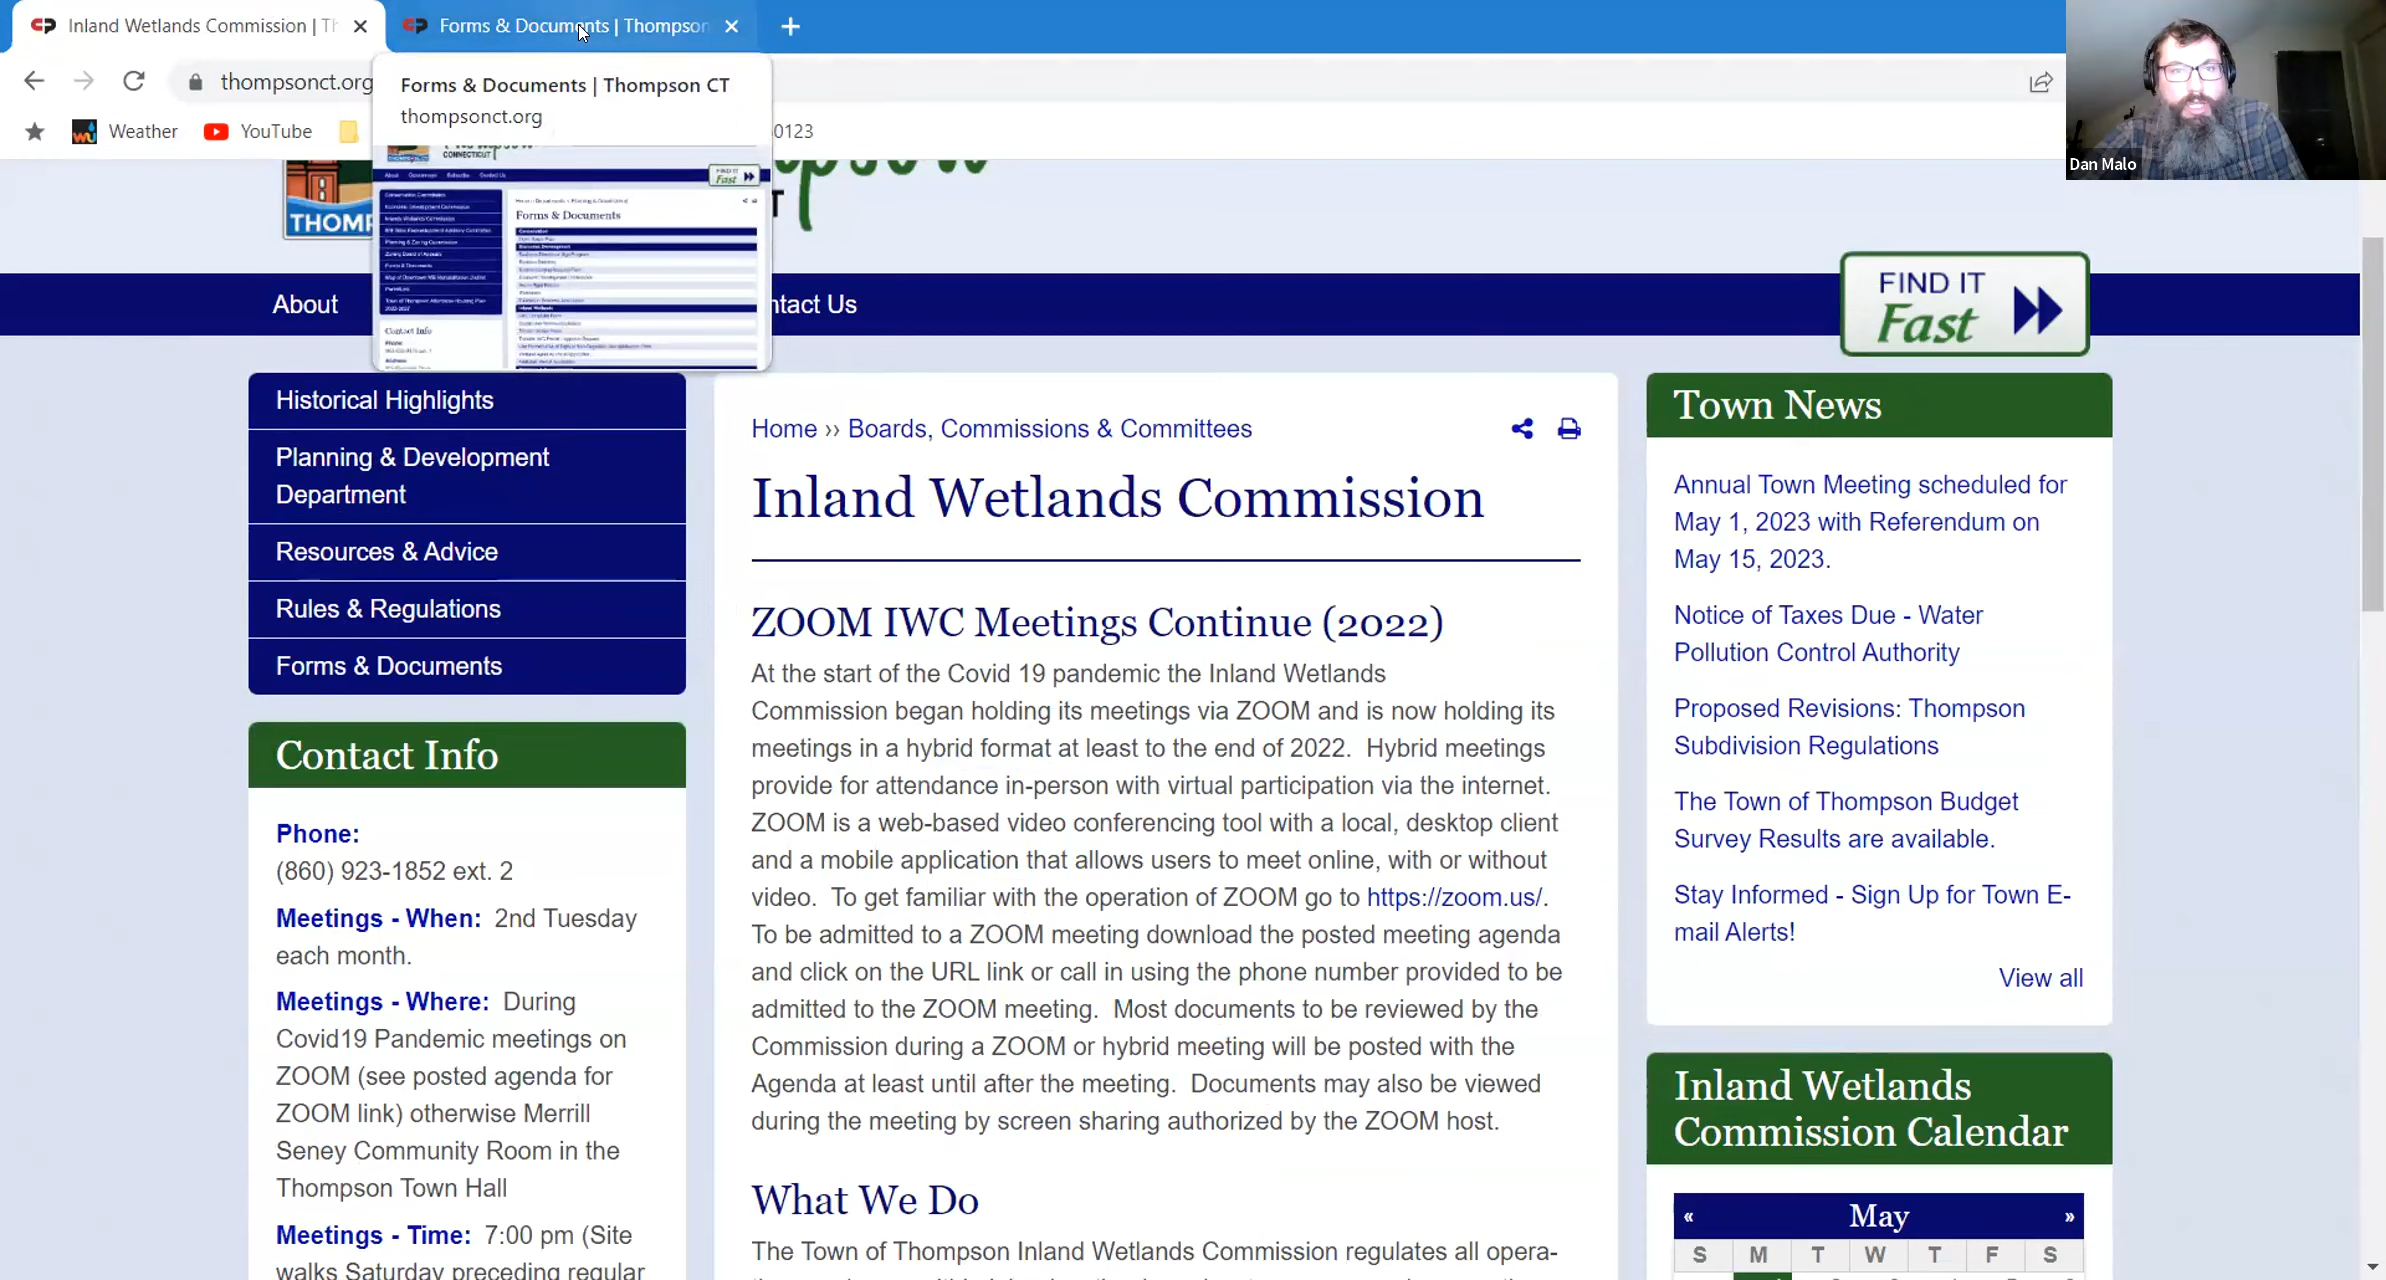 Inland Wetlands Commission | Th
Forms & Documents | Thompson
thompsonct.org
Forms & Documents | Thompson CT
thompsonct.org
Weather
YouTube
0123
Dan Malo
CONNECTICUT
FIND IT
Fast
Forms & Documents
Contact Info
THOMP
About
ntact Us
FIND IT
Fast
Historical Highlights
Planning & Development
Department
Resources & Advice
Rules & Regulations
Forms & Documents
Contact Info
Phone:
(860) 923-1852 ext. 2
Meetings - When: 2nd Tuesday
each month.
Meetings - Where: During
Covid19 Pandemic meetings on
ZOOM (see posted agenda for
ZOOM link) otherwise Merrill
Seney Community Room in the
Thompson Town Hall
Meetings - Time: 7:00 pm (Site
walks Saturday preceding regular
Home ›› Boards, Commissions & Committees
Inland Wetlands Commission
ZOOM IWC Meetings Continue (2022)
At the start of the Covid 19 pandemic the Inland Wetlands
Commission began holding its meetings via ZOOM and is now holding its
meetings in a hybrid format at least to the end of 2022. Hybrid meetings
provide for attendance in-person with virtual participation via the internet.
ZOOM is a web-based video conferencing tool with a local, desktop client
and a mobile application that allows users to meet online, with or without
video. To get familiar with the operation of ZOOM go to https://zoom.us/.
To be admitted to a ZOOM meeting download the posted meeting agenda
and click on the URL link or call in using the phone number provided to be
admitted to the ZOOM meeting. Most documents to be reviewed by the
Commission during a ZOOM or hybrid meeting will be posted with the
Agenda at least until after the meeting. Documents may also be viewed
during the meeting by screen sharing authorized by the ZOOM host.
What We Do
The Town of Thompson Inland Wetlands Commission regulates all opera-
Town News
Annual Town Meeting scheduled for
May 1, 2023 with Referendum on
May 15, 2023.
Notice of Taxes Due - Water
Pollution Control Authority
Proposed Revisions: Thompson
Subdivision Regulations
The Town of Thompson Budget
Survey Results are available.
Stay Informed - Sign Up for Town E-
mail Alerts!
View all
Inland Wetlands
Commission Calendar
« May »
S M T W T F S